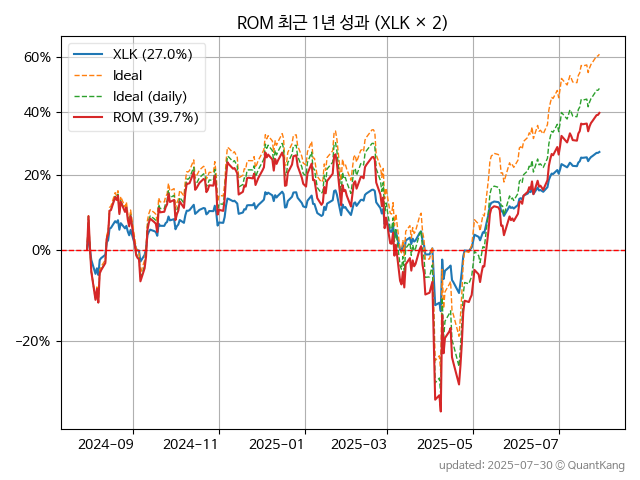 ROM 최근 1년 성과 (XLK × 2)
XLK (27.0%)
Ideal
Ideal (daily)
ROM (39.7%)
60%
40%
20%
0%
−20%
2024-09
2024-11
2025-01
2025-03
2025-05
2025-07
updated: 2025-07-30 © QuantKang